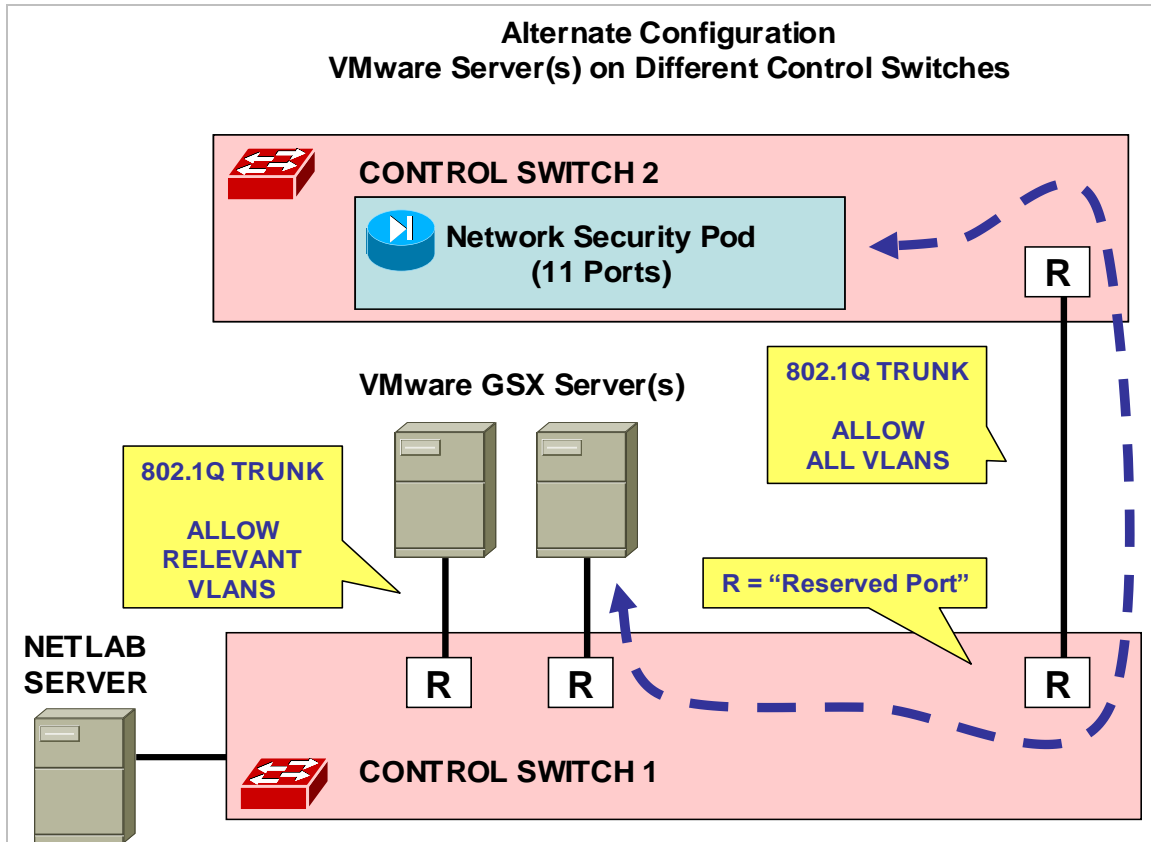 Alternate Configuration
VMware Server(s) on Different Control Switches
CONTROL SWITCH 2
Network Security Pod
(11 Ports)
R
VMware GSX Server(s)
802.1Q TRUNK
ALLOW
ALL VLANS
802.1Q TRUNK
ALLOW
RELEVANT
VLANS
R = “Reserved Port”
NETLAB
SERVER
R
R
R
CONTROL SWITCH 1